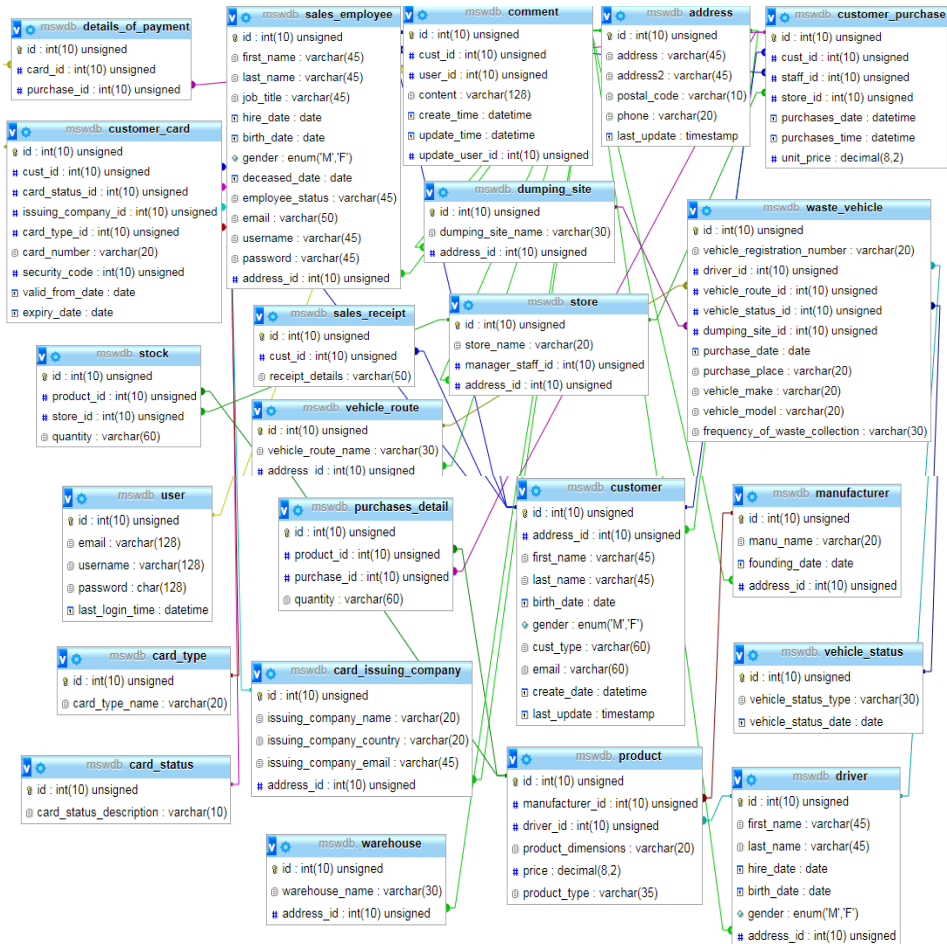 mswdb. details_of_payment
id : int(10) unsigned
card_id : int(10) unsigned
purchase_id : int(10) unsigned
mswdb. sales_employee
id : int(10) unsigned
first_name : varchar(45)
last_name : varchar(45)
job_title : varchar(45)
hire_date : date
birth_date : date
gender : enum('M','F')
deceased_date : date
employee_status : varchar(45)
email : varchar(50)
username : varchar(45)
password : varchar(45)
address_id : int(10) unsigned
mswdb. comment
id : int(10) unsigned
cust_id : int(10) unsigned
user_id : int(10) unsigned
content : varchar(128)
create_time : datetime
update_time : datetime
update_user_id : int(10) unsigned
mswdb. address
id : int(10) unsigned
address : varchar(45)
address2 : varchar(45)
postal_code : varchar(10)
phone : varchar(20)
last_update : timestamp
mswdb. customer_purchase
id : int(10) unsigned
cust_id : int(10) unsigned
staff_id : int(10) unsigned
store_id : int(10) unsigned
purchases_date : datetime
purchases_time : datetime
unit_price : decimal(8,2)
mswdb. customer_card
id : int(10) unsigned
cust_id : int(10) unsigned
card_status_id : int(10) unsigned
issuing_company_id : int(10) unsigned
card_type_id : int(10) unsigned
card_number : varchar(20)
security_code : int(10) unsigned
valid_from_date : date
expiry_date : date
mswdb. dumping_site
id : int(10) unsigned
dumping_site_name : varchar(30)
address_id : int(10) unsigned
mswdb. waste_vehicle
id : int(10) unsigned
vehicle_registration_number : varchar(20)
driver_id : int(10) unsigned
vehicle_route_id : int(10) unsigned
vehicle_status_id : int(10) unsigned
dumping_site_id : int(10) unsigned
purchase_date : date
purchase_place : varchar(20)
vehicle_make : varchar(20)
vehicle_model : varchar(20)
frequency_of_waste_collection : varchar(30)
mswdb. sales_receipt
id : int(10) unsigned
cust_id : int(10) unsigned
receipt_details : varchar(50)
mswdb. store
id : int(10) unsigned
store_name : varchar(20)
manager_staff_id : int(10) unsigned
address_id : int(10) unsigned
mswdb. stock
id : int(10) unsigned
product_id : int(10) unsigned
store_id : int(10) unsigned
quantity : varchar(60)
mswdb. vehicle_route
id : int(10) unsigned
vehicle_route_name : varchar(30)
address_id : int(10) unsigned
mswdb. user
id : int(10) unsigned
email : varchar(128)
username : varchar(128)
password : char(128)
last_login_time : datetime
mswdb. purchases_detail
id : int(10) unsigned
product_id : int(10) unsigned
purchase_id : int(10) unsigned
quantity : varchar(60)
mswdb. customer
id : int(10) unsigned
address_id : int(10) unsigned
first_name : varchar(45)
last_name : varchar(45)
birth_date : date
gender : enum('M','F')
cust_type : varchar(60)
email : varchar(60)
create_date : datetime
last_update : timestamp
mswdb. manufacturer
id : int(10) unsigned
manu_name : varchar(20)
founding_date : date
address_id : int(10) unsigned
mswdb. card_type
id : int(10) unsigned
card_type_name : varchar(20)
mswdb. card_issuing_company
id : int(10) unsigned
issuing_company_name : varchar(20)
issuing_company_country : varchar(20)
issuing_company_email : varchar(45)
address_id : int(10) unsigned
mswdb. vehicle_status
id : int(10) unsigned
vehicle_status_type : varchar(30)
vehicle_status_date : date
mswdb. card_status
id : int(10) unsigned
card_status_description : varchar(10)
mswdb. product
id : int(10) unsigned
manufacturer_id : int(10) unsigned
driver_id : int(10) unsigned
product_dimensions : varchar(20)
price : decimal(8,2)
product_type : varchar(35)
mswdb. driver
id : int(10) unsigned
first_name : varchar(45)
last_name : varchar(45)
hire_date : date
birth_date : date
gender : enum('M','F')
address_id : int(10) unsigned
mswdb. warehouse
id : int(10) unsigned
warehouse_name : varchar(30)
address_id : int(10) unsigned